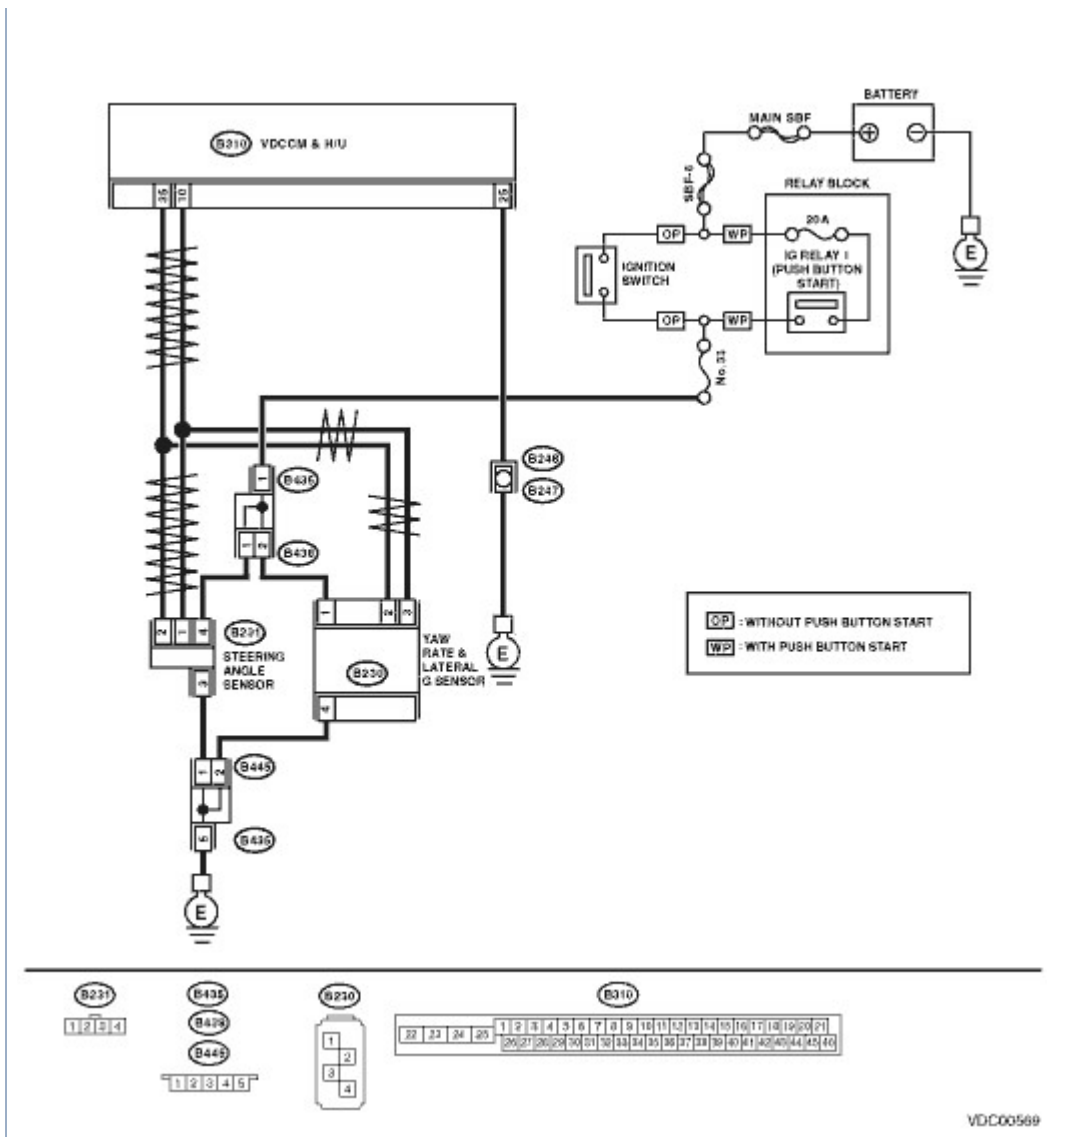 BATTERY
MAIN SBF
B310 VDCCM & H/U
SBF-6
RELAY BLOCK
35 10 25
20A
OP WP
E
IG RELAY 1
(PUSH BUTTON
START)
IGNITION
SWITCH
OP WP
No.33
1 B435
B248
B247
1 2
2 1 4 1 2 3
B231
STEERING
ANGLE
SENSOR
YAW
RATE &
LATERAL
G SENSOR
B230
E
OP : WITHOUT PUSH BUTTON START
WP : WITH PUSH BUTTON START
3
4
1 2
B435
E
B231
B435
B230
B310
1 2 3 4
1 2 3 4 5
1
2
3
4
22 23 24 25
1 2 3 4 5 6 7 8 9 10 11 12 13 14 15 16 17 18 19 20 21
26 27 28 29 30 31 32 33 34 35 36 37 38 39 40 41 42 43 44 45 46
VDC00569